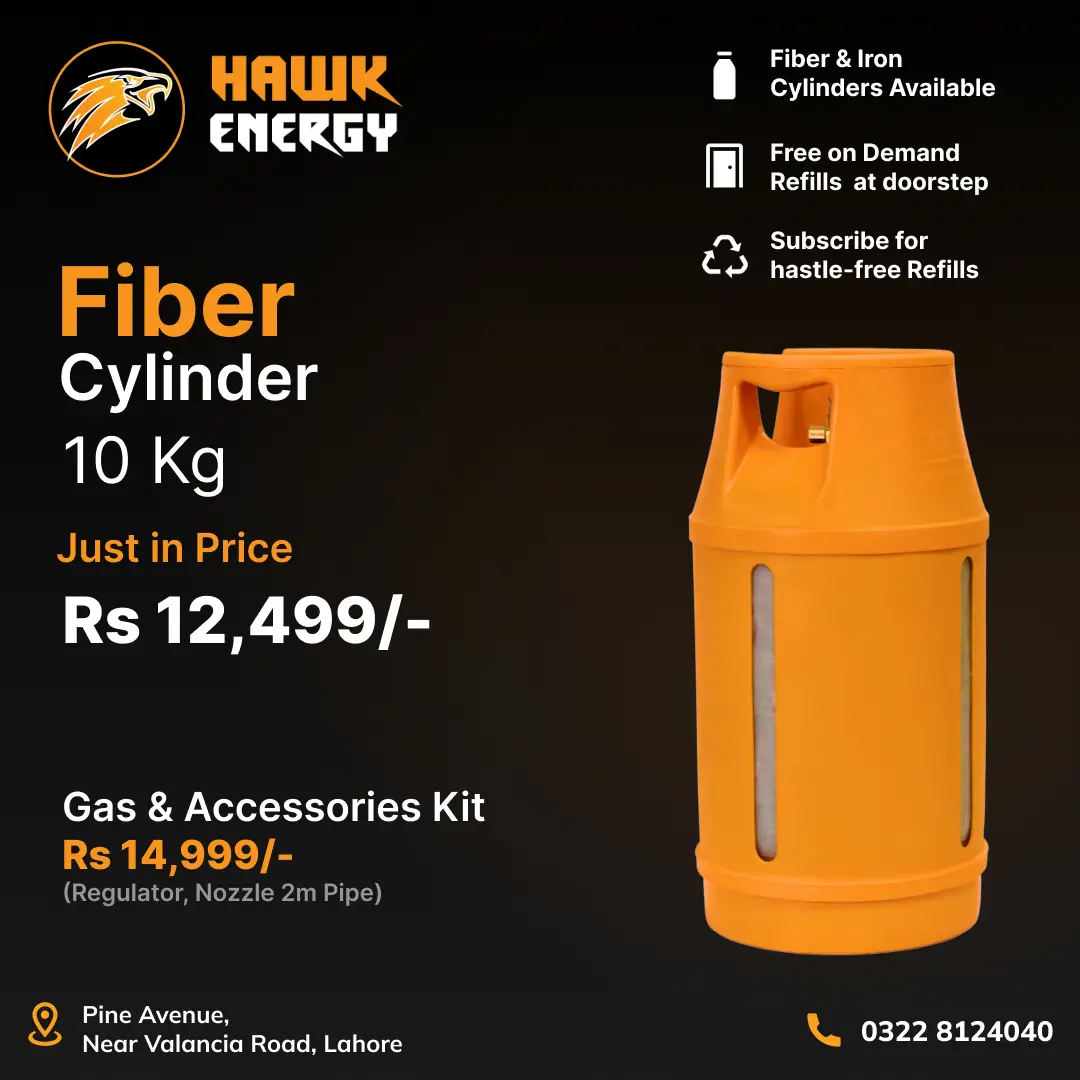 HAWK
ENERGY
Fiber & Iron
Cylinders Available
Free on Demand
Refills at doorstep
Subscribe for
hastle-free Refills
Fiber
Cylinder
10 Kg
Just in Price
Rs 12,499/-
Gas & Accessories Kit
Rs 14,999/-
(Regulator, Nozzle 2m Pipe)
Pine Avenue,
Near Valancia Road, Lahore
0322 8124040